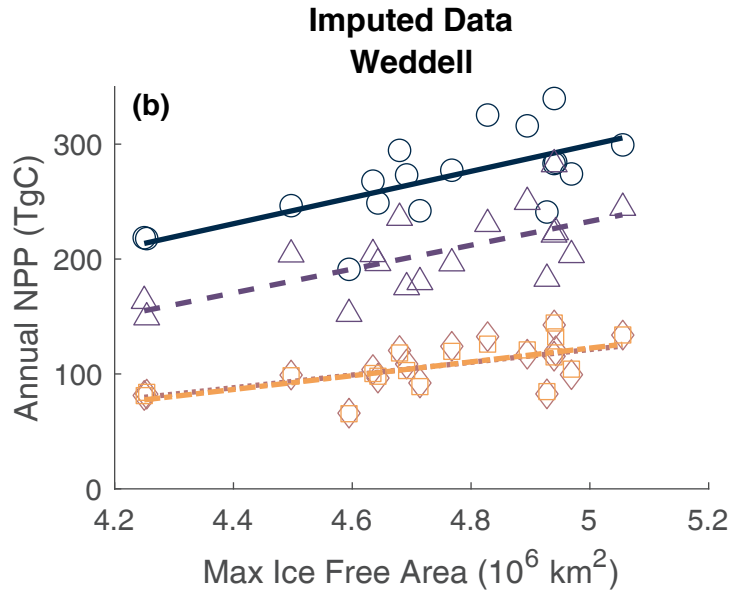 Imputed Data
Weddell
(b)
300
200
100
0
Annual NPP (TgC)
4.2 4.4 4.6 4.8 5 5.2
Max Ice Free Area (10⁶ km²)